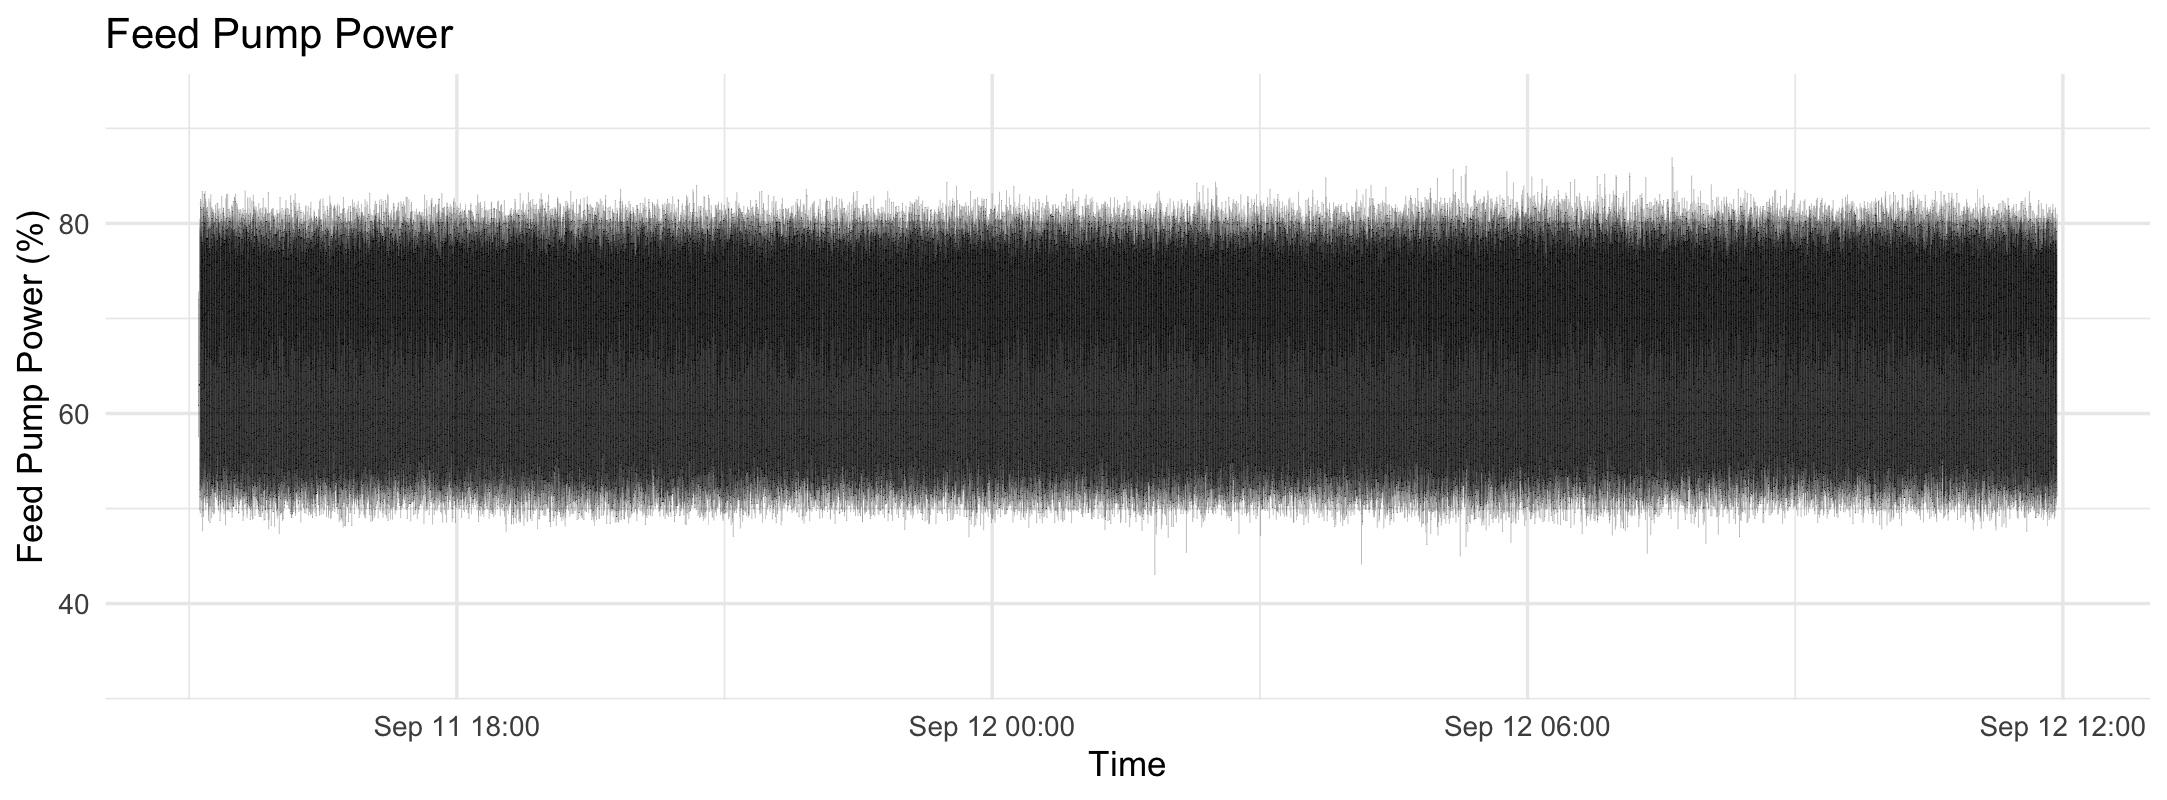 Feed Pump Power
Feed Pump Power (%)
80
60
40
Sep 11 18:00 Sep 12 00:00 Sep 12 06:00 Sep 12 12:00
Time